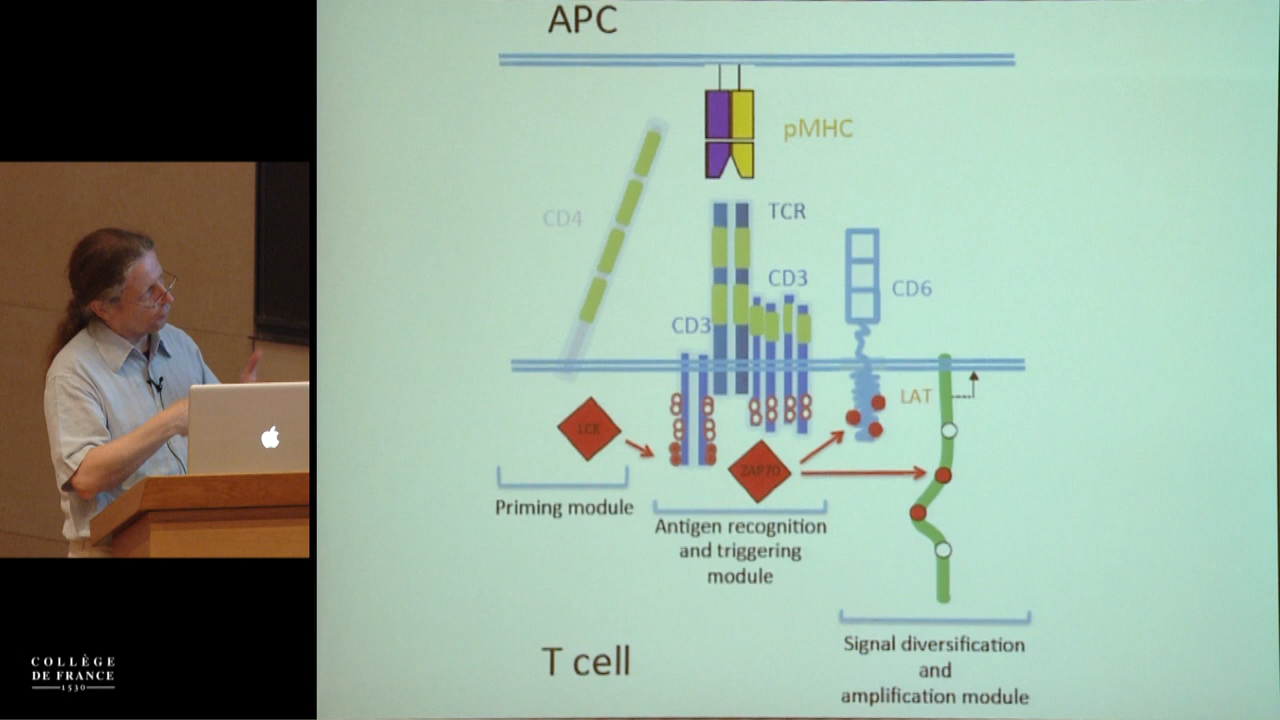 APC
pMHC
CD4
TCR
CD3
CD6
CD3
LAT
LCK
ZAP70
Priming module
Antigen recognition
and triggering
module
T cell
Signal diversification
and
amplification module
COLLÈGE
DE FRANCE
1530